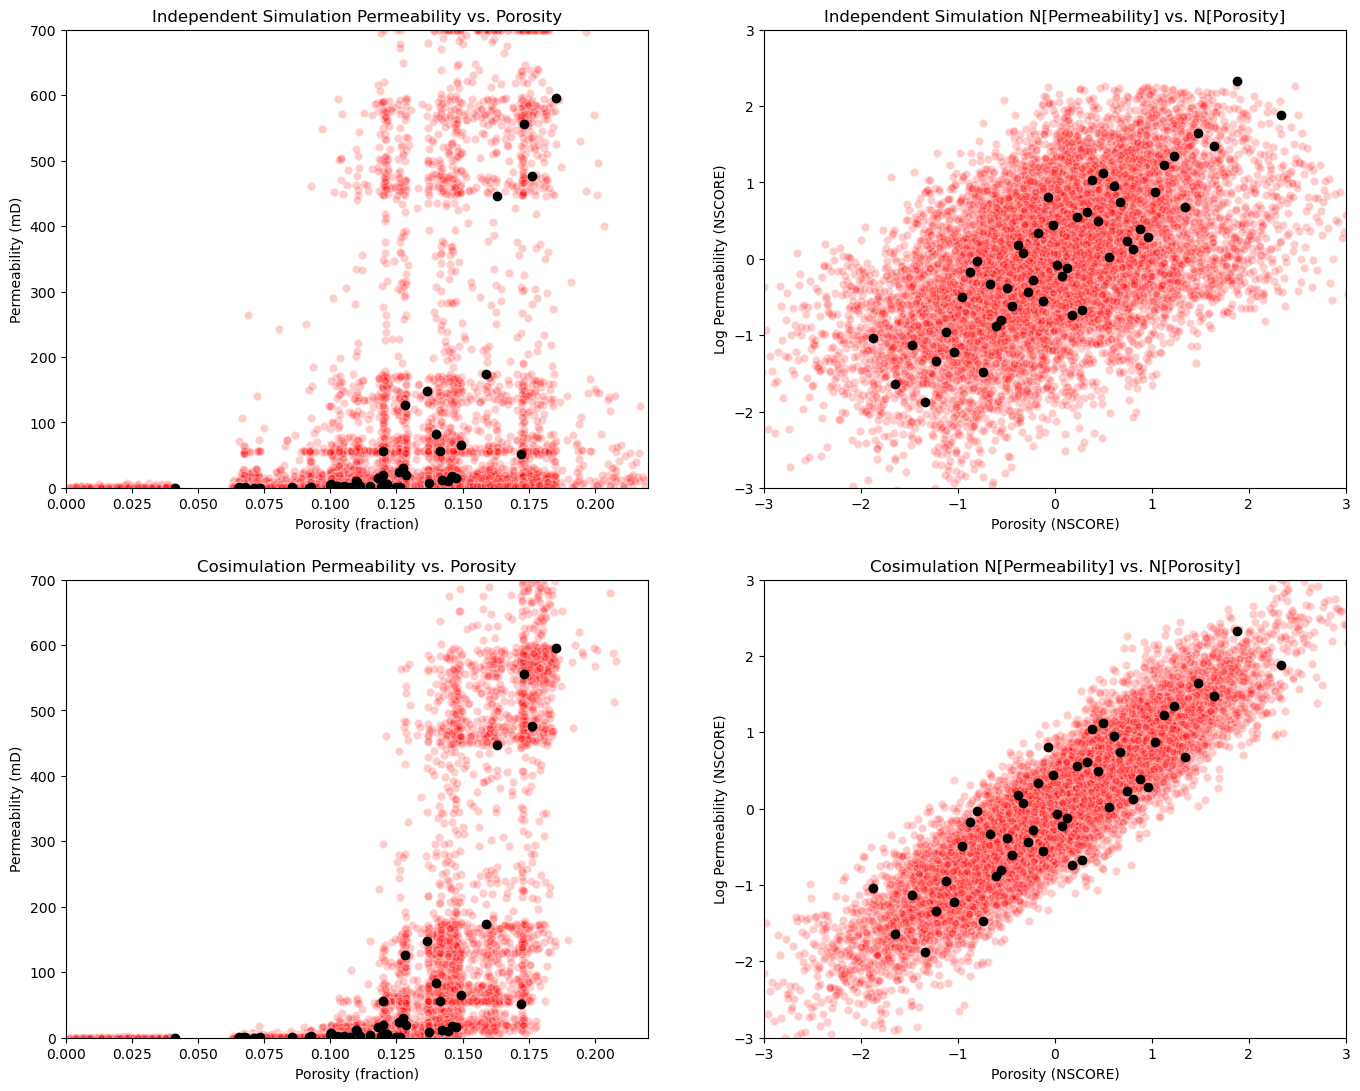 Independent Simulation Permeability vs. Porosity
Permeability (mD)
700
600
500
400
300
200
100
0
0.000 0.025 0.050 0.075 0.100 0.125 0.150 0.175 0.200
Porosity (fraction)
Independent Simulation N[Permeability] vs. N[Porosity]
Log Permeability (NSCORE)
3
2
1
0
−1
−2
−3
−3 −2 −1 0 1 2 3
Porosity (NSCORE)
Cosimulation Permeability vs. Porosity
Permeability (mD)
700
600
500
400
300
200
100
0
0.000 0.025 0.050 0.075 0.100 0.125 0.150 0.175 0.200
Porosity (fraction)
Cosimulation N[Permeability] vs. N[Porosity]
Log Permeability (NSCORE)
3
2
1
0
−1
−2
−3
−3 −2 −1 0 1 2 3
Porosity (NSCORE)